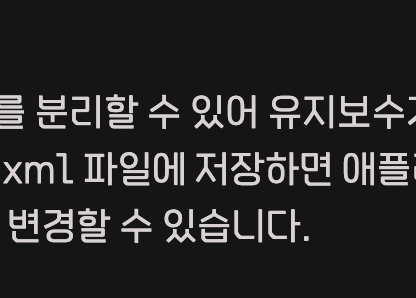 를 분리할 수 있어 유지보수
xml 파일에 저장하면 애플
변경할 수 있습니다.